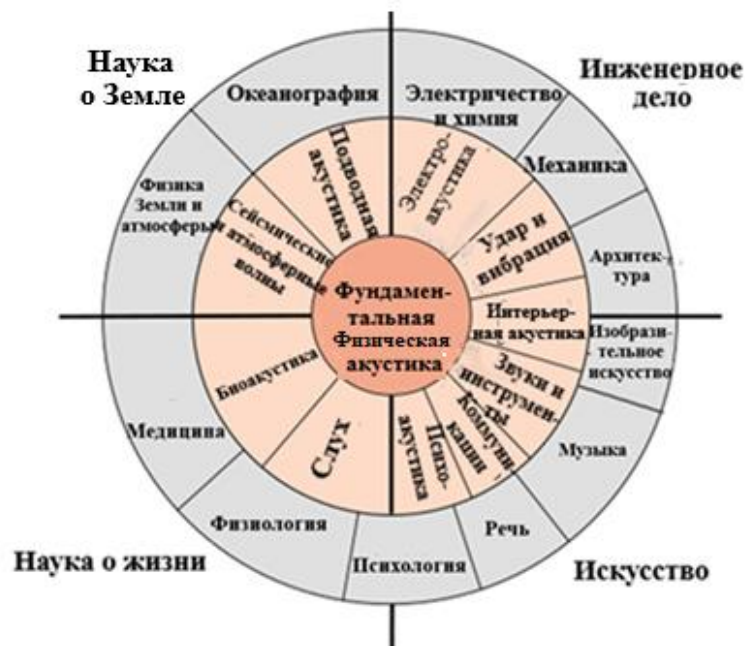 Наука
о Земле
Инженерное
дело
Океанография
Электричество
и химия
Механика
Архитек-
тура
Изобрази-
тельное
искусство
Музыка
Речь
Психология
Физиология
Медицина
Физика
Земли и
атмосферы
Подводная
акустика
Электро-
акустика
Удар и
вибрация
Интерьер-
ная акустика
Звуки и
инструмен-
ты
Коммуни-
кации
Психо-
акустика
Слух
Биоакустика
Сейсмические
и атмосферные
волны
Фундамен-
тальная
Физическая
акустика
Наука о жизни
Искусство